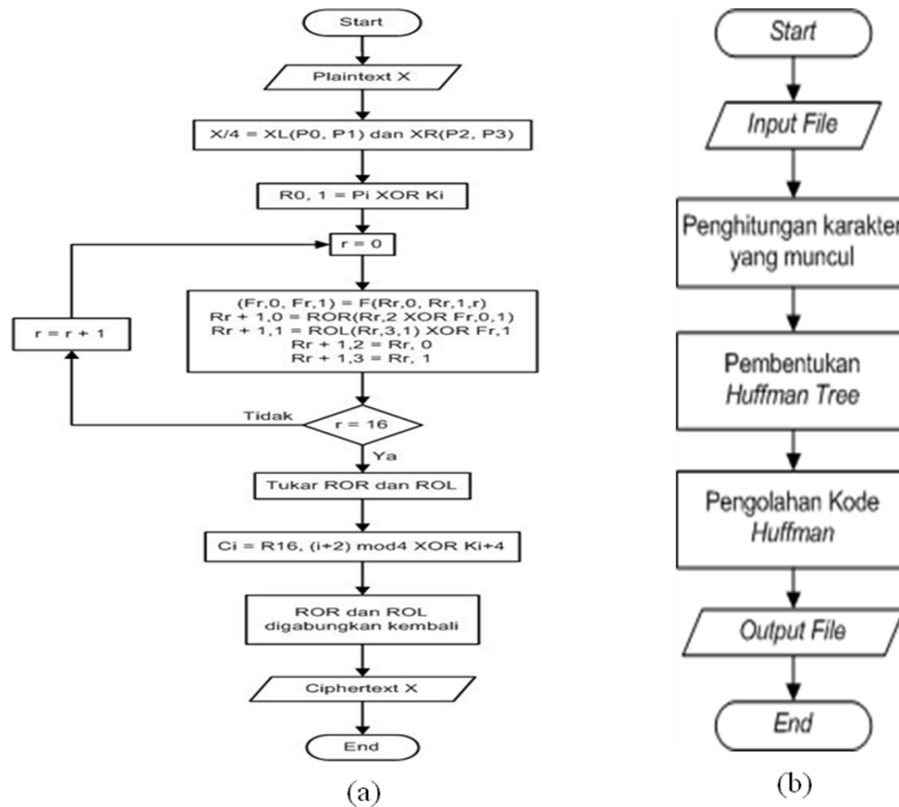 Start
Plaintext X
X/4 = XL(P0, P1) dan XR(P2, P3)
R0, 1 = Pi XOR Ki
r = 0
(Fr,0, Fr,1) = F(Rr,0, Rr,1,r)
Rr + 1,0 = ROR(Rr,2 XOR Fr,0,1)
Rr + 1,1 = ROL(Rr,3,1) XOR Fr,1
Rr + 1,2 = Rr, 0
Rr + 1,3 = Rr, 1
r = r + 1
Tidak
r = 16
Ya
Tukar ROR dan ROL
Ci = R16, (i+2) mod4 XOR Ki+4
ROR dan ROL
digabungkan kembali
Ciphertext X
End
(a)
Start
Input File
Penghitungan karakter
yang muncul
Pembentukan
Huffman Tree
Pengolahan Kode
Huffman
Output File
End
(b)